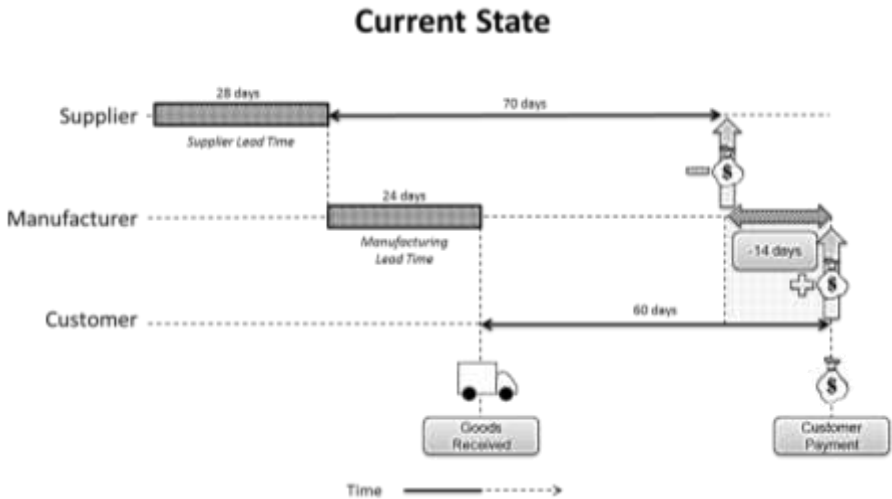 Current State
28 days
70 days
Supplier
Supplier Lead Time
$
24 days
Manufacturer
Manufacturing
Lead Time
-14 days
$
60 days
Customer
$
Goods
Received
Customer
Payment
Time